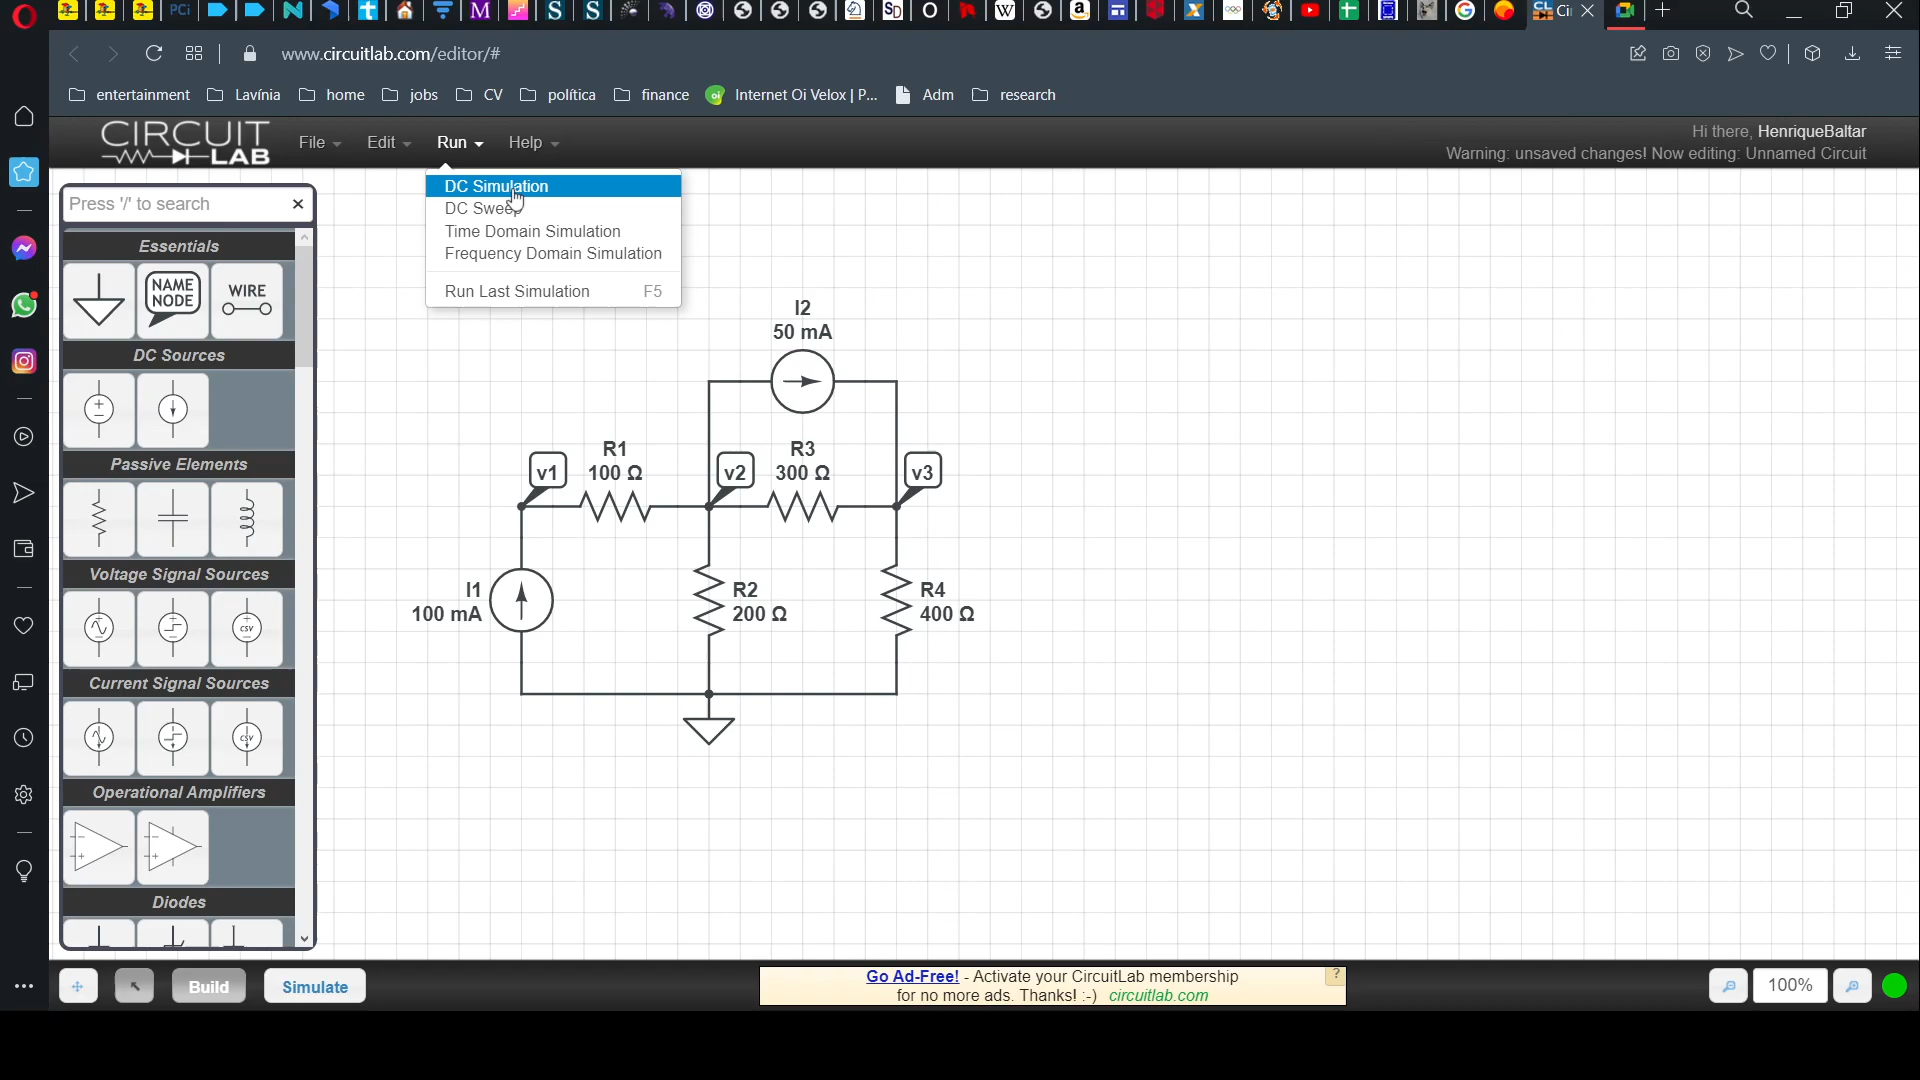 PCi
CL Ci
www.circuitlab.com/editor/#
entertainment Lavínia home jobs CV política finance Internet Oi Velox | P... Adm research
CIRCUIT LAB
File Edit Run Help
Hi there, HenriqueBaltar
Warning: unsaved changes! Now editing: Unnamed Circuit
Press '/' to search
DC Simulation
DC Sweep
Time Domain Simulation
Frequency Domain Simulation
Run Last Simulation F5
Essentials
NAME NODE
WIRE
DC Sources
Passive Elements
Voltage Signal Sources
csv
Current Signal Sources
csv
Operational Amplifiers
Diodes
I2
50 mA
R1
100 Ω
R3
300 Ω
v1
v2
v3
I1
100 mA
R2
200 Ω
R4
400 Ω
Build
Simulate
Go Ad-Free! - Activate your CircuitLab membership
for no more ads. Thanks! :-) circuitlab.com
?
100%